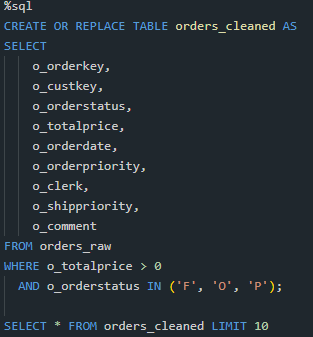 %sql
CREATE OR REPLACE TABLE orders_cleaned AS
SELECT
    o_orderkey,
    o_custkey,
    o_orderstatus,
    o_totalprice,
    o_orderdate,
    o_orderpriority,
    o_clerk,
    o_shippriority,
    o_comment
FROM orders_raw
WHERE o_totalprice > 0
  AND o_orderstatus IN ('F', 'O', 'P');

SELECT * FROM orders_cleaned LIMIT 10